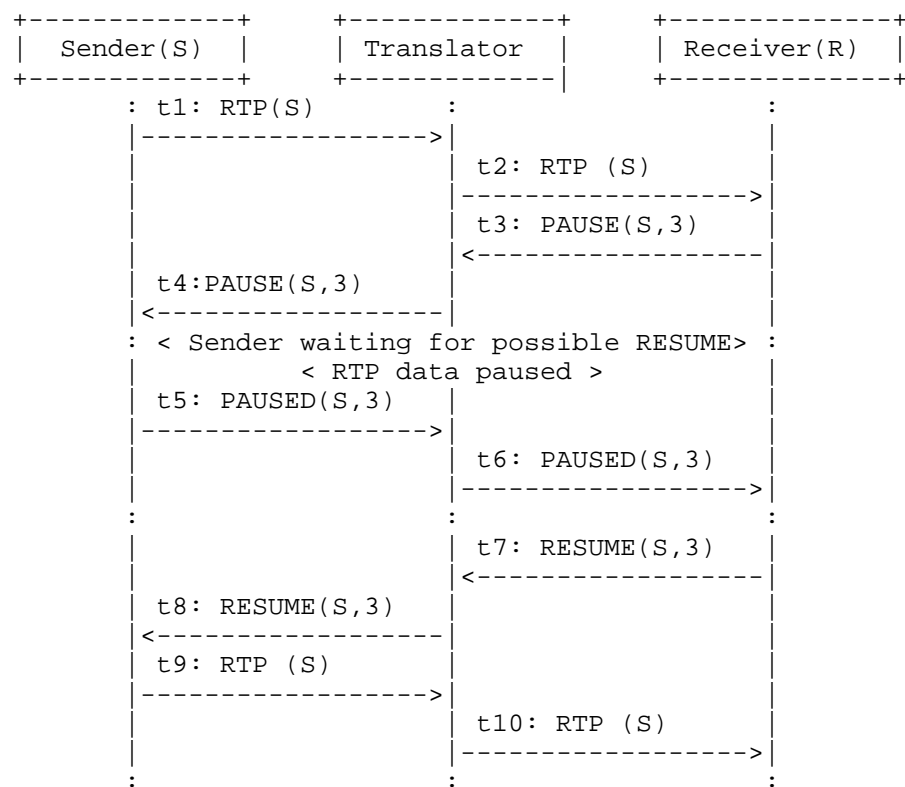 Sender(S) Translator Receiver(R)
t1: RTP(S)
t2: RTP (S)
t3: PAUSE(S,3)
t4:PAUSE(S,3)
< Sender waiting for possible RESUME>
< RTP data paused >
t5: PAUSED(S,3)
t6: PAUSED(S,3)
t7: RESUME(S,3)
t8: RESUME(S,3)
t9: RTP (S)
t10: RTP (S)